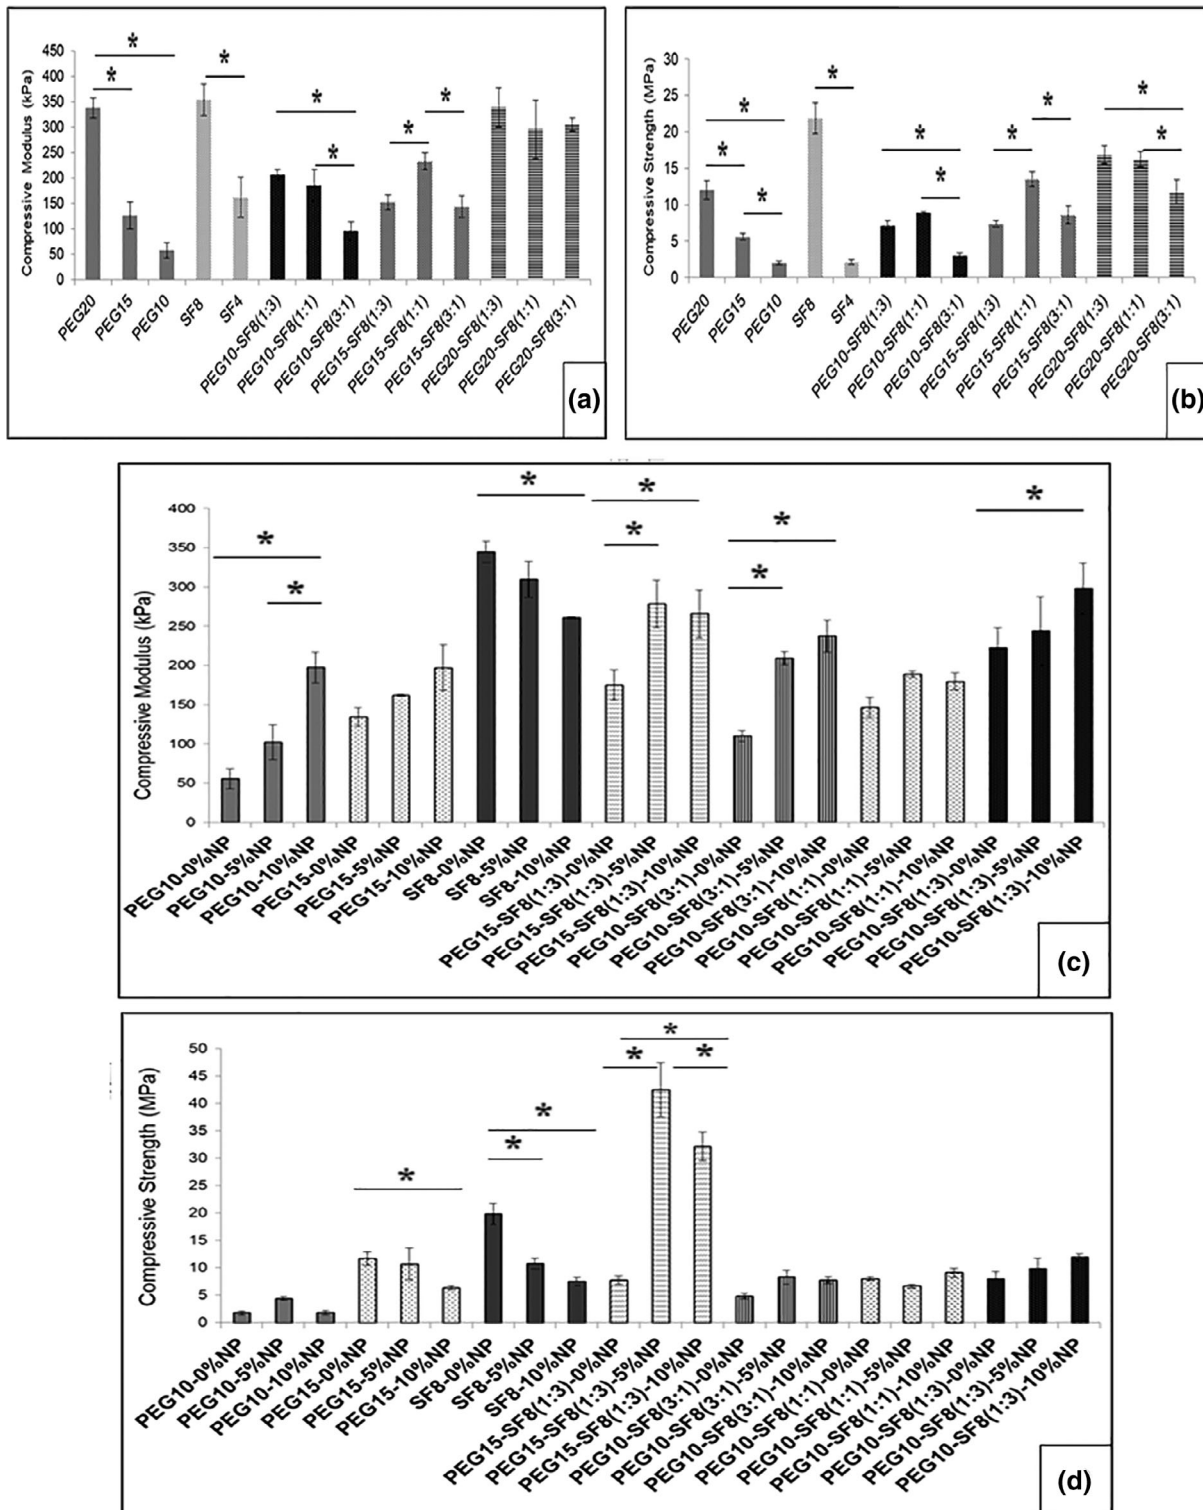 Compressive Modulus (kPa)
450
400
350
300
250
200
150
100
50
0
*
*
*
*
*
*
*
PEG20
PEG15
PEG10
SF8
SF4
PEG10-SF8(1:3)
PEG10-SF8(1:1)
PEG10-SF8(3:1)
PEG15-SF8(1:3)
PEG15-SF8(1:1)
PEG15-SF8(3:1)
PEG20-SF8(1:3)
PEG20-SF8(1:1)
PEG20-SF8(3:1)
(a)
Compressive Strength (MPa)
30
25
20
15
10
5
0
*
*
*
*
*
*
*
*
*
*
PEG20
PEG15
PEG10
SF8
SF4
PEG10-SF8(1:3)
PEG10-SF8(1:1)
PEG10-SF8(3:1)
PEG15-SF8(1:3)
PEG15-SF8(1:1)
PEG15-SF8(3:1)
PEG20-SF8(1:3)
PEG20-SF8(1:1)
PEG20-SF8(3:1)
(b)
Compressive Modulus (kPa)
400
350
300
250
200
150
100
50
0
*
*
*
*
*
*
*
*
PEG10-0%NP
PEG10-5%NP
PEG10-10%NP
PEG15-0%NP
PEG15-5%NP
PEG15-10%NP
SF8-0%NP
SF8-5%NP
SF8-10%NP
PEG15-SF8(1:3)-0%NP
PEG15-SF8(1:3)-5%NP
PEG15-SF8(1:3)-10%NP
PEG10-SF8(3:1)-0%NP
PEG10-SF8(3:1)-5%NP
PEG10-SF8(3:1)-10%NP
PEG10-SF8(1:1)-0%NP
PEG10-SF8(1:1)-5%NP
PEG10-SF8(1:1)-10%NP
PEG10-SF8(1:3)-0%NP
PEG10-SF8(1:3)-5%NP
PEG10-SF8(1:3)-10%NP
(c)
Compressive Strength (MPa)
50
45
40
35
30
25
20
15
10
5
0
*
*
*
*
*
*
PEG10-0%NP
PEG10-5%NP
PEG10-10%NP
PEG15-0%NP
PEG15-5%NP
PEG15-10%NP
SF8-0%NP
SF8-5%NP
SF8-10%NP
PEG15-SF8(1:3)-0%NP
PEG15-SF8(1:3)-5%NP
PEG15-SF8(1:3)-10%NP
PEG10-SF8(3:1)-0%NP
PEG10-SF8(3:1)-5%NP
PEG10-SF8(3:1)-10%NP
PEG10-SF8(1:1)-0%NP
PEG10-SF8(1:1)-5%NP
PEG10-SF8(1:1)-10%NP
PEG10-SF8(1:3)-0%NP
PEG10-SF8(1:3)-5%NP
PEG10-SF8(1:3)-10%NP
(d)